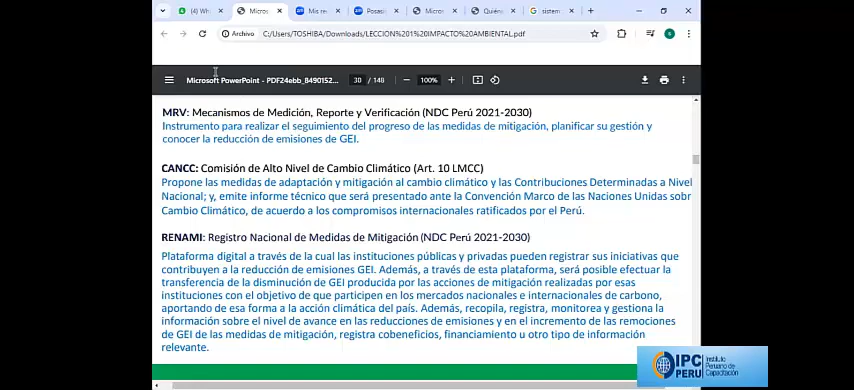 (4) Wh
Micros
Mis re
Posas
Micros
Quién
sistem
Archivo C:/Users/TOSHIBA/Downloads/LECCION%201%20IMPACTO%20AMBIENTAL.pdf
Microsoft PowerPoint - PDF24ebb_8490152... 30 / 148 100%
MRV: Mecanismos de Medición, Reporte y Verificación (NDC Perú 2021-2030)
Instrumento para realizar el seguimiento del progreso de las medidas de mitigación, planificar su gestión y
conocer la reducción de emisiones de GEI.
CANCC: Comisión de Alto Nivel de Cambio Climático (Art. 10 LMCC)
Propone las medidas de adaptación y mitigación al cambio climático y las Contribuciones Determinadas a Nivel
Nacional; y, emite informe técnico que será presentado ante la Convención Marco de las Naciones Unidas sobr
Cambio Climático, de acuerdo a los compromisos internacionales ratificados por el Perú.
RENAMI: Registro Nacional de Medidas de Mitigación (NDC Perú 2021-2030)
Plataforma digital a través de la cual las instituciones públicas y privadas pueden registrar sus iniciativas que
contribuyen a la reducción de emisiones GEI. Además, a través de esta plataforma, será posible efectuar la
transferencia de la disminución de GEI producida por las acciones de mitigación realizadas por esas
instituciones con el objetivo de que participen en los mercados nacionales e internacionales de carbono,
aportando de esa forma a la acción climática del país. Además, recopila, registra, monitorea y gestiona la
información sobre el nivel de avance en las reducciones de emisiones y en el incremento de las remociones
de GEI de las medidas de mitigación, registra cobeneficios, financiamiento u otro tipo de información
relevante.
IPC PERU
Instituto
Peruano de
Capacitación